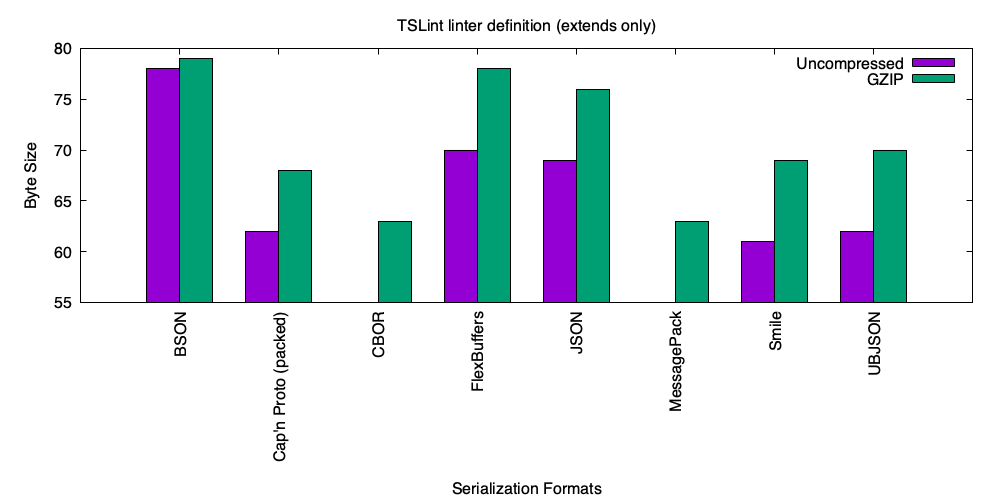 TSLint linter definition (extends only)
80
75
70
65
60
55
Byte Size
Uncompressed
GZIP
BSON
Cap'n Proto (packed)
CBOR
FlexBuffers
JSON
MessagePack
Smile
UBJSON
Serialization Formats